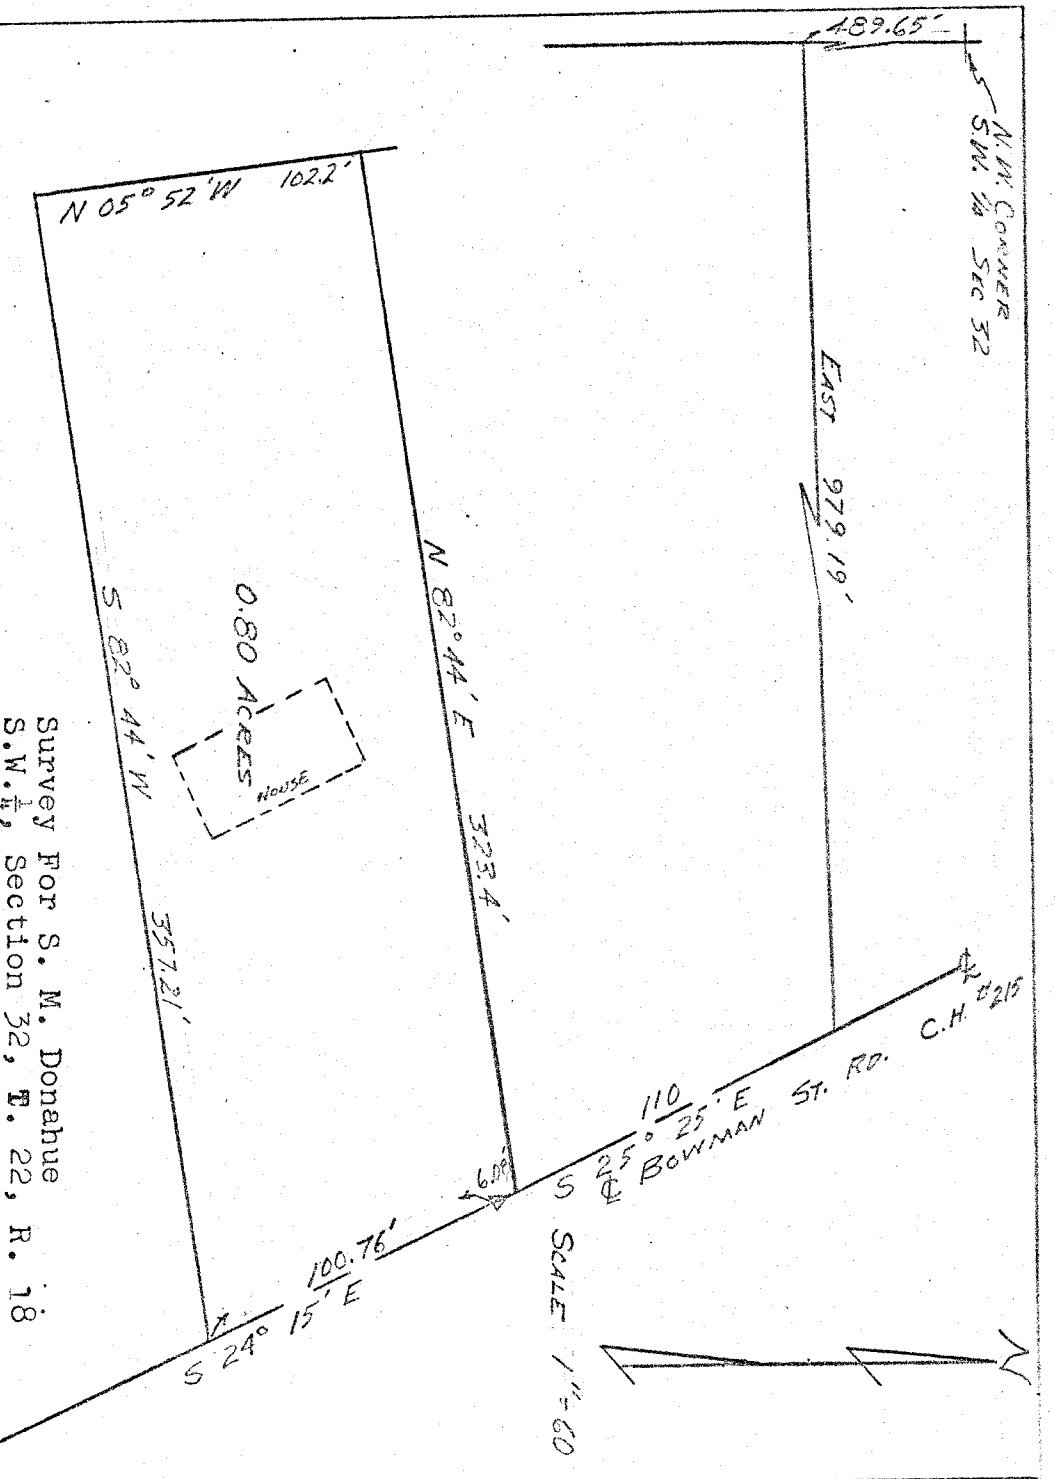 489.65'
N.W. CORNER
S.W. 1/4 SEC 32
EAST 979.19'
℄
C.H. #215
℄ BOWMAN ST. RD.
110
S 25° 25' E
N 05° 52' W 102.2'
N 82° 44' E 323.4'
6.09'
0.80 ACRES
HOUSE
100.76'
S 24° 15' E
S 82° 44' W 357.21'
SCALE 1"=60
N
Survey For S. M. Donahue
S.W.¼, Section 32, T. 22, R. 18